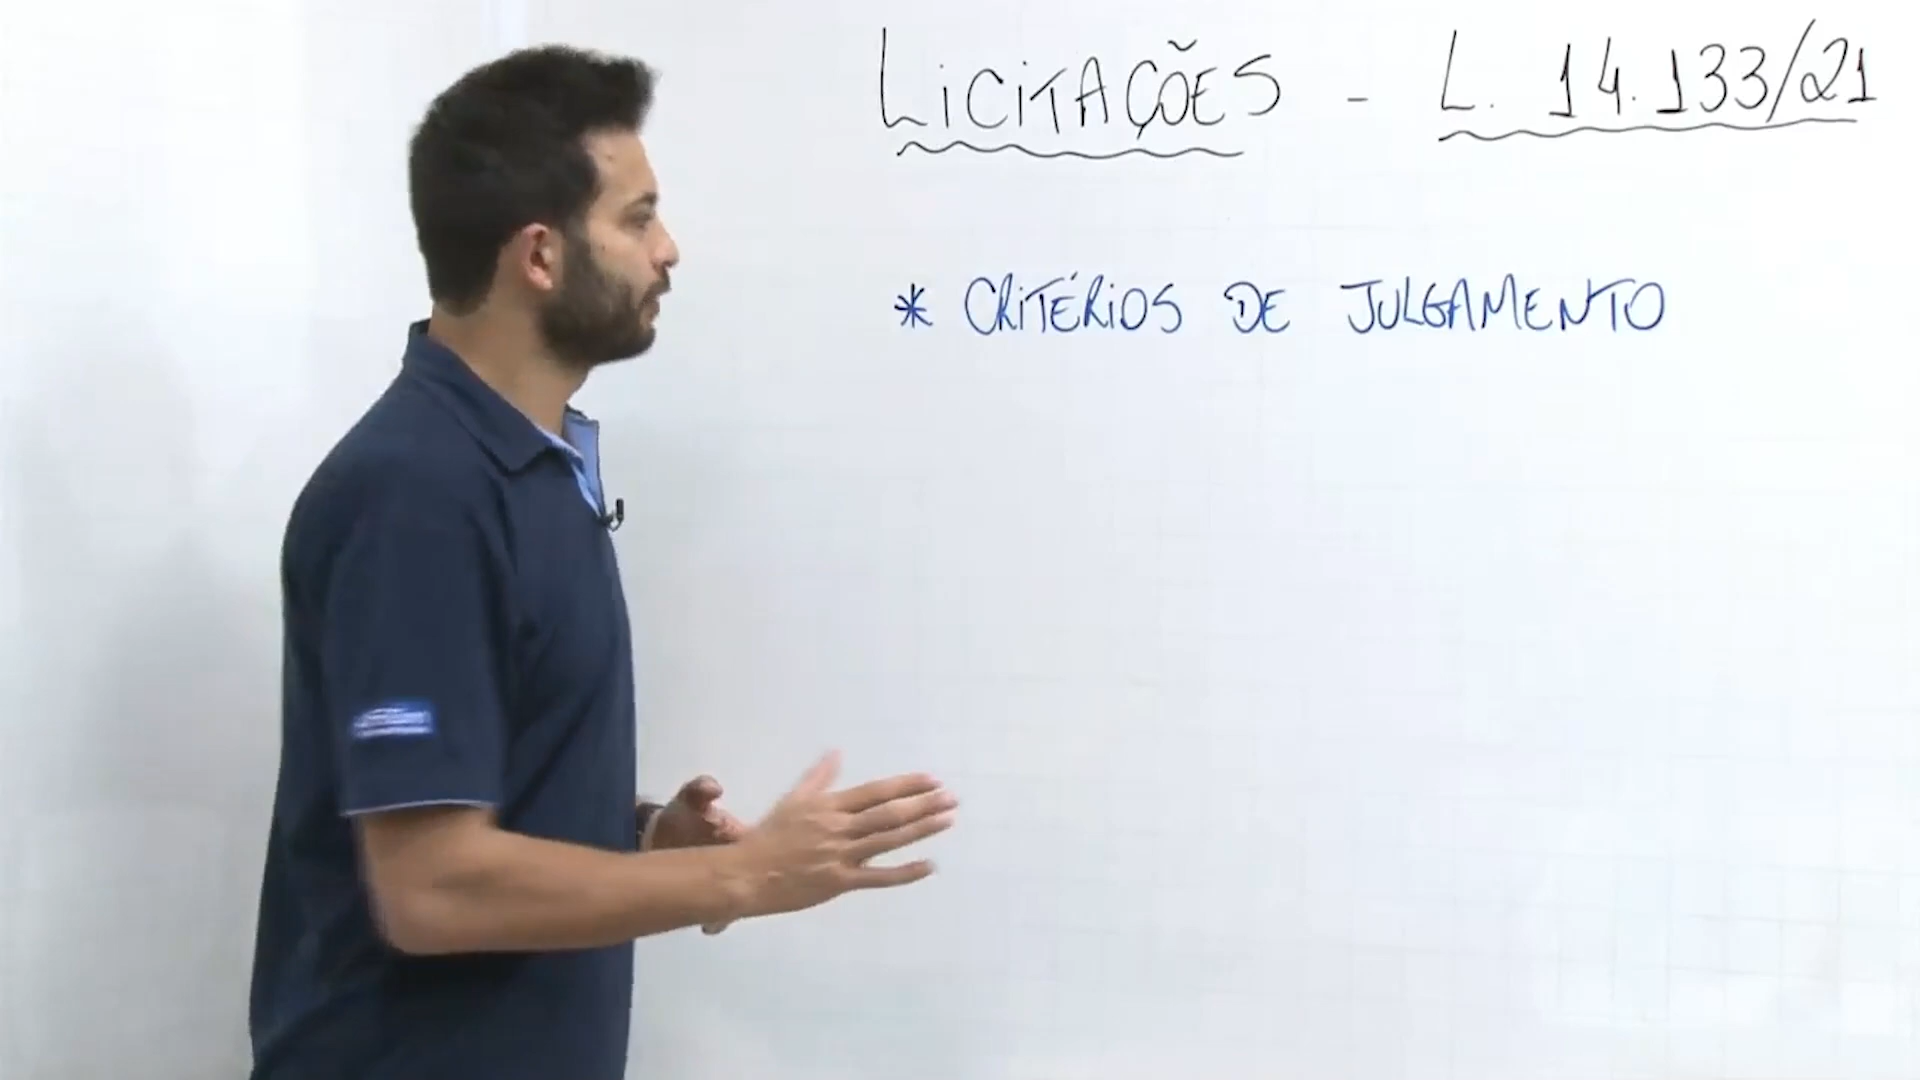 LICITAÇÕES - L. 14.133/21
* CRITÉRIOS DE JULGAMENTO